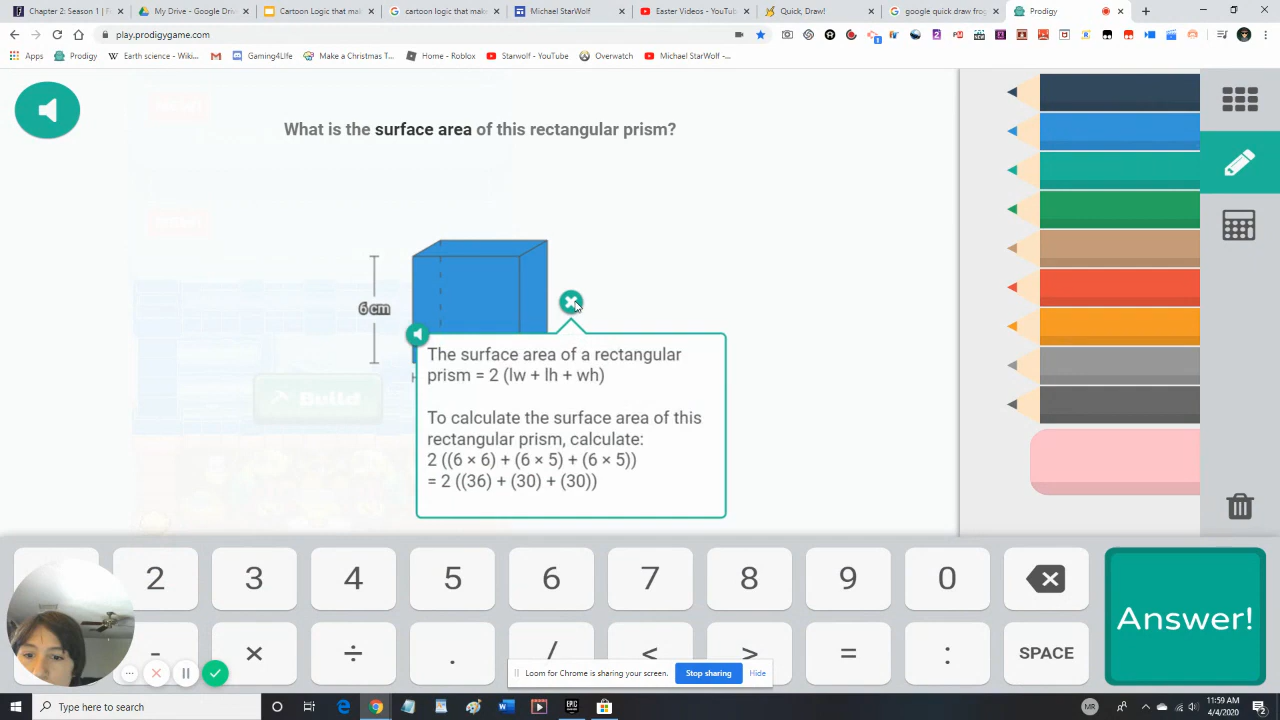 Chapter 2: Season 1 | F
My Drive - Google Dri
Cartoon Logic that mak
cartoon logic that mak
Michael StarWolf
Easter Videos - YouTub
Quick, Draw!
google quick draw frog
Prodigy
play.prodigygame.com
Apps
Prodigy
Earth science - Wiki...
Gaming4Life
Make a Christmas T...
Home - Roblox
Starwolf - YouTube
Overwatch
Michael StarWolf -...
What is the surface area of this rectangular prism?
6 cm
The surface area of a rectangular
prism = 2 (lw + lh + wh)
To calculate the surface area of this
rectangular prism, calculate:
2 ((6 × 6) + (6 × 5) + (6 × 5))
= 2 ((36) + (30) + (30))
Build
2 3 4 5 6 7 8 9 0
Answer!
- × ÷ . / < > = : SPACE
Loom for Chrome is sharing your screen.
Stop sharing
Hide
Type here to search
MR
11:59 AM
4/4/2020